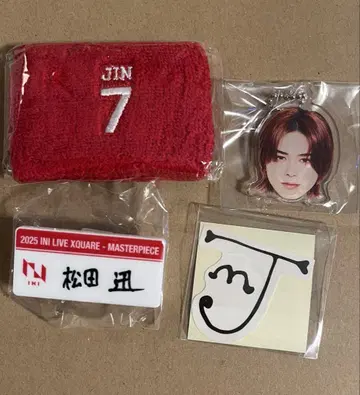 JIN
7
2025 INI LIVE XQUARE - MASTERPIECE
INI
松田 迅
J
m